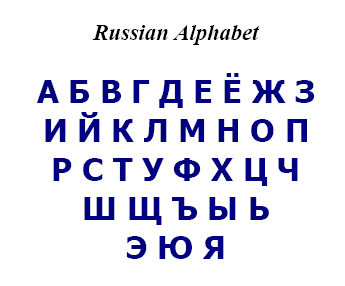 Russian Alphabet
А Б В Г Д Е Ё Ж З
И Й К Л М Н О П
Р С Т У Ф Х Ц Ч
Ш Щ Ъ Ы Ь
Э Ю Я